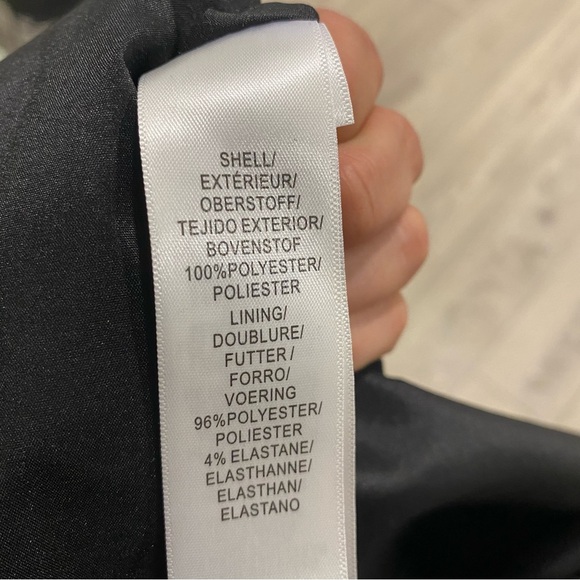 SHELL/
EXTÉRIEUR/
OBERSTOFF/
TEJIDO EXTERIOR/
BOVENSTOF
100%POLYESTER/
POLIESTER
LINING/
DOUBLURE/
FUTTER/
FORRO/
VOERING
96%POLYESTER/
POLIESTER
4% ELASTANE/
ELASTHANNE/
ELASTHAN/
ELASTANO